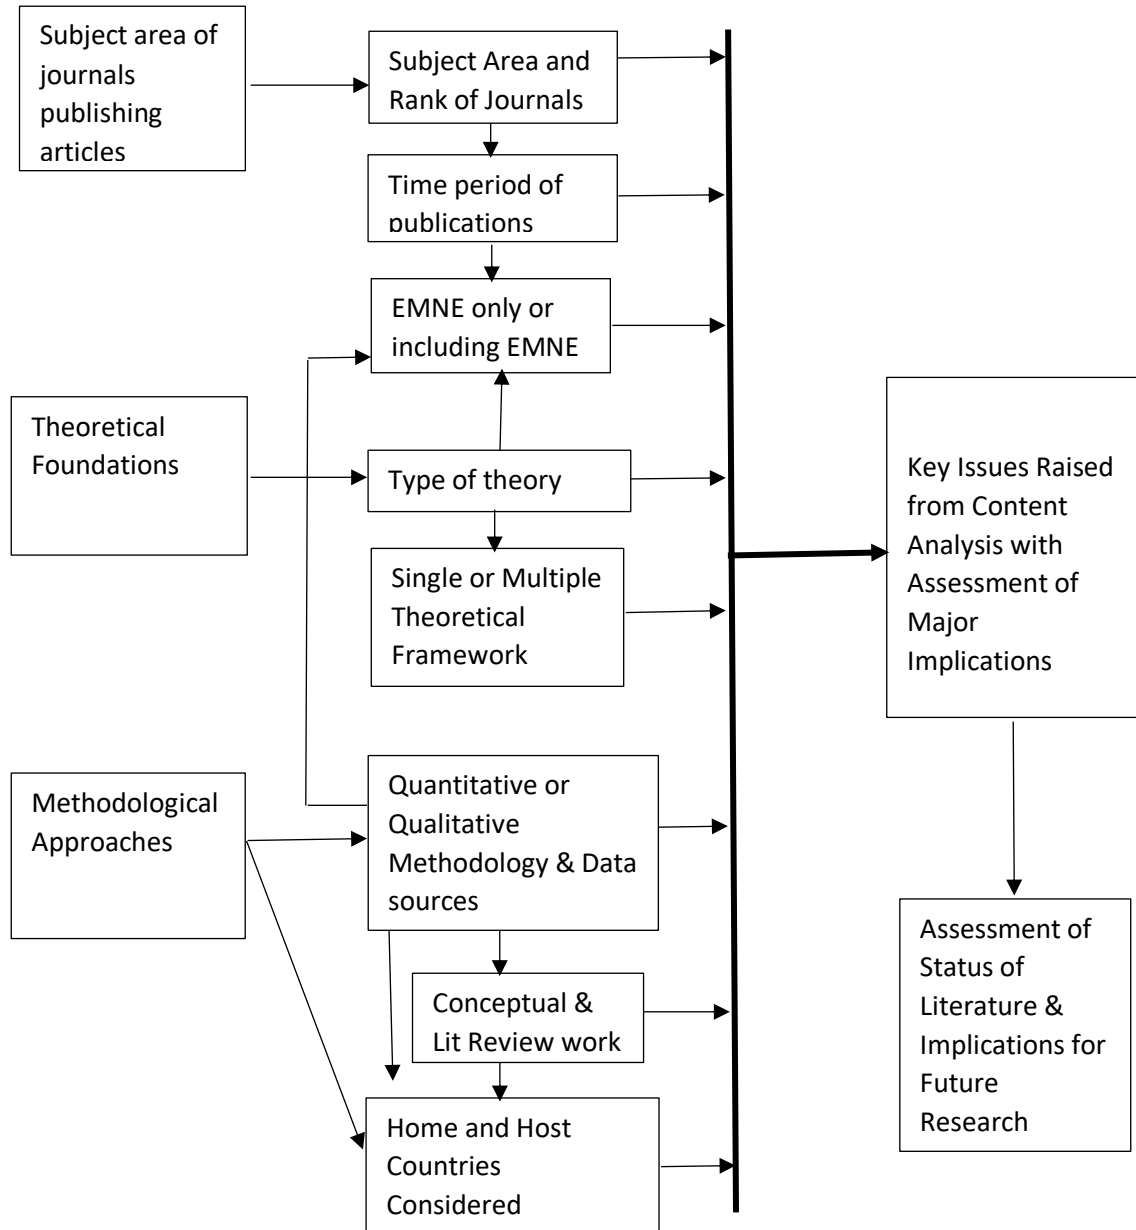 Subject area of
journals
publishing
articles
Subject Area and
Rank of Journals
Time period of
publications
EMNE only or
including EMNE
Theoretical
Foundations
Type of theory
Single or Multiple
Theoretical
Framework
Methodological
Approaches
Quantitative or
Qualitative
Methodology & Data
sources
Conceptual &
Lit Review work
Home and Host
Countries
Considered
Key Issues Raised
from Content
Analysis with
Assessment of
Major
Implications
Assessment of
Status of
Literature &
Implications for
Future
Research